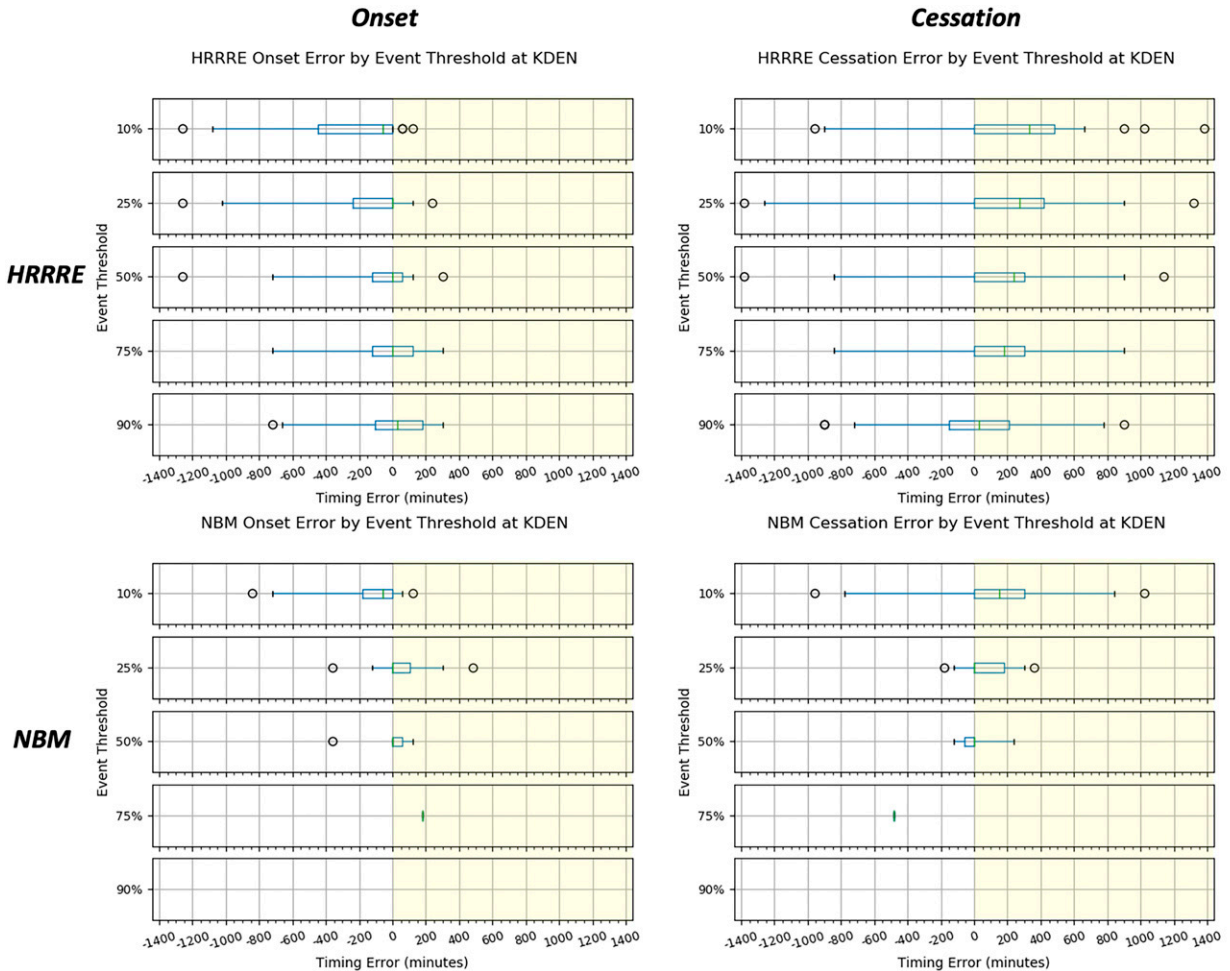 Onset
Cessation
HRRRE Onset Error by Event Threshold at KDEN
HRRRE Cessation Error by Event Threshold at KDEN
HRRRE
Event Threshold
10%
25%
50%
75%
90%
-1400 -1200 -1000 -800 -600 -400 -200 0 200 400 600 800 1000 1200 1400
Timing Error (minutes)
Event Threshold
10%
25%
50%
75%
90%
-1400 -1200 -1000 -800 -600 -400 -200 0 200 400 600 800 1000 1200 1400
Timing Error (minutes)
NBM Onset Error by Event Threshold at KDEN
NBM Cessation Error by Event Threshold at KDEN
NBM
Event Threshold
10%
25%
50%
75%
90%
-1400 -1200 -1000 -800 -600 -400 -200 0 200 400 600 800 1000 1200 1400
Timing Error (minutes)
Event Threshold
10%
25%
50%
75%
90%
-1400 -1200 -1000 -800 -600 -400 -200 0 200 400 600 800 1000 1200 1400
Timing Error (minutes)